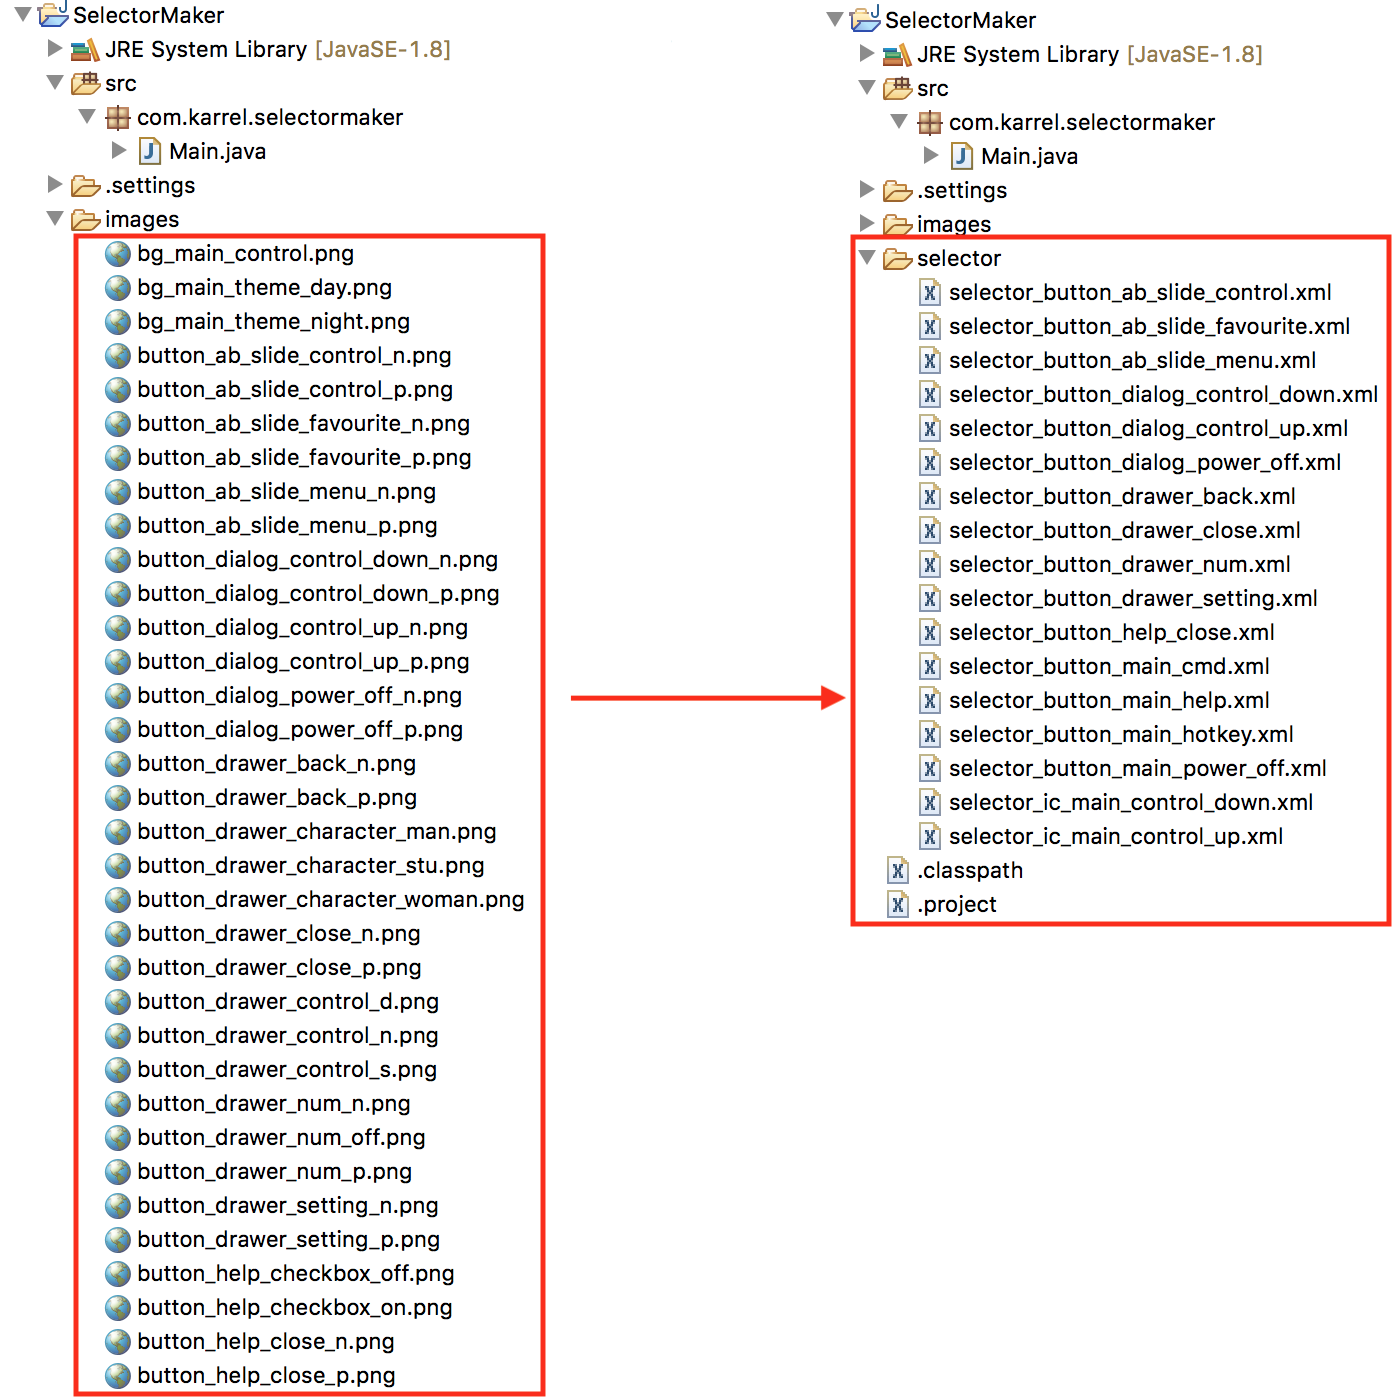 SelectorMaker
JRE System Library [JavaSE-1.8]
src
com.karrel.selectormaker
Main.java
.settings
images
bg_main_control.png
bg_main_theme_day.png
bg_main_theme_night.png
button_ab_slide_control_n.png
button_ab_slide_control_p.png
button_ab_slide_favourite_n.png
button_ab_slide_favourite_p.png
button_ab_slide_menu_n.png
button_ab_slide_menu_p.png
button_dialog_control_down_n.png
button_dialog_control_down_p.png
button_dialog_control_up_n.png
button_dialog_control_up_p.png
button_dialog_power_off_n.png
button_dialog_power_off_p.png
button_drawer_back_n.png
button_drawer_back_p.png
button_drawer_character_man.png
button_drawer_character_stu.png
button_drawer_character_woman.png
button_drawer_close_n.png
button_drawer_close_p.png
button_drawer_control_d.png
button_drawer_control_n.png
button_drawer_control_s.png
button_drawer_num_n.png
button_drawer_num_off.png
button_drawer_num_p.png
button_drawer_setting_n.png
button_drawer_setting_p.png
button_help_checkbox_off.png
button_help_checkbox_on.png
button_help_close_n.png
button_help_close_p.png
SelectorMaker
JRE System Library [JavaSE-1.8]
src
com.karrel.selectormaker
Main.java
.settings
images
selector
selector_button_ab_slide_control.xml
selector_button_ab_slide_favourite.xml
selector_button_ab_slide_menu.xml
selector_button_dialog_control_down.xml
selector_button_dialog_control_up.xml
selector_button_dialog_power_off.xml
selector_button_drawer_back.xml
selector_button_drawer_close.xml
selector_button_drawer_num.xml
selector_button_drawer_setting.xml
selector_button_help_close.xml
selector_button_main_cmd.xml
selector_button_main_help.xml
selector_button_main_hotkey.xml
selector_button_main_power_off.xml
selector_ic_main_control_down.xml
selector_ic_main_control_up.xml
.classpath
.project